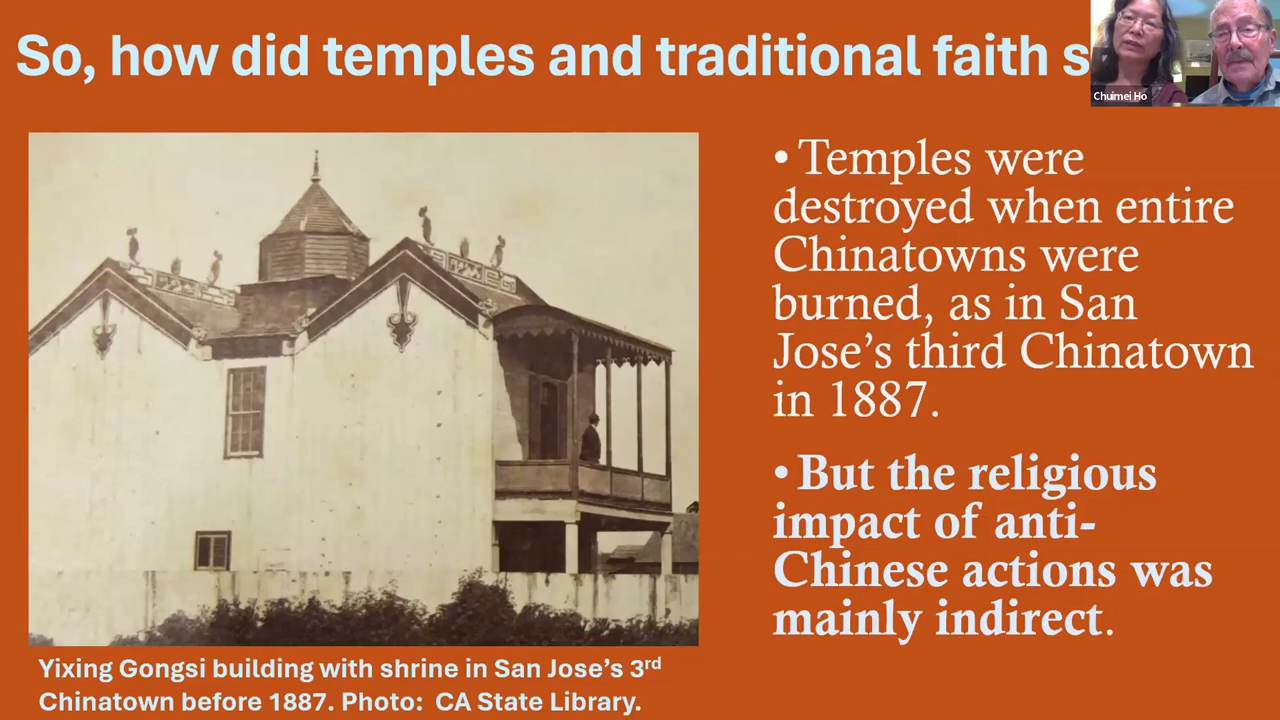 So, how did temples and traditional faith s
Chuimei Ho
• Temples were
destroyed when entire
Chinatowns were
burned, as in San
Jose’s third Chinatown
in 1887.
• But the religious
impact of anti-
Chinese actions was
mainly indirect.
Yixing Gongsi building with shrine in San Jose’s 3rd
Chinatown before 1887. Photo: CA State Library.